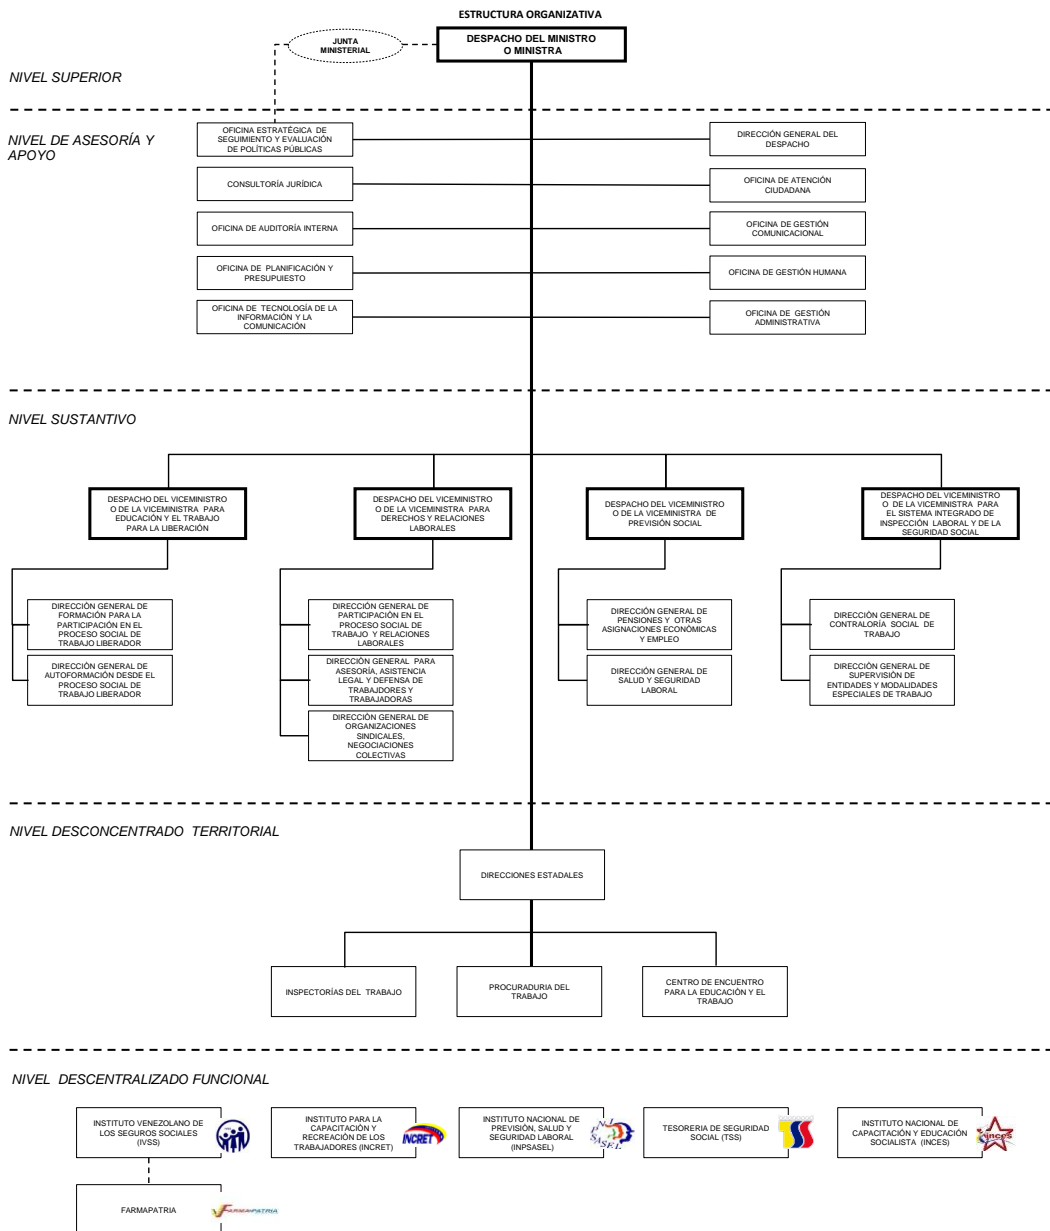 ESTRUCTURA ORGANIZATIVA
JUNTA
MINISTERIAL
DESPACHO DEL MINISTRO
O MINISTRA
NIVEL SUPERIOR
NIVEL DE ASESORÍA Y
APOYO
OFICINA ESTRATÉGICA DE
SEGUIMIENTO Y EVALUACIÓN
DE POLÍTICAS PÚBLICAS
DIRECCIÓN GENERAL DEL
DESPACHO
CONSULTORÍA JURÍDICA
OFICINA DE ATENCIÓN
CIUDADANA
OFICINA DE AUDITORÍA INTERNA
OFICINA DE GESTIÓN
COMUNICACIONAL
OFICINA DE PLANIFICACIÓN Y
PRESUPUIESTO
OFICINA DE GESTIÓN HUMANA
OFICINA DE TECNOLOGÍA DE LA
INFORMACIÓN Y LA
COMUNICACIÓN
OFICINA DE GESTIÓN
ADMINISTRATIVA
NIVEL SUSTANTIVO
DESPACHO DEL VICEMINISTRO
O DE LA VICEMINISTRA PARA
EDUCACIÓN Y EL TRABAJO
PARA LA LIBERACIÓN
DESPACHO DEL VICEMINISTRO
O DE LA VICEMINISTRA PARA
DERECHOS Y RELACIONES
LABORALES
DESPACHO DEL VICEMINISTRO
O DE LA VICEMINISTRA DE
PREVISIÓN SOCIAL
DESPACHO DEL VICEMINISTRO
O DE LA VICEMINISTRA PARA
EL SISTEMA INTEGRADO DE
INSPECCIÓN LABORAL Y DE LA
SEGURIDAD SOCIAL
DIRECCIÓN GENERAL DE
FORMACIÓN PARA LA
PARTICIPACIÓN EN EL
PROCESO SOCIAL DE
TRABAJO LIBERADOR
DIRECCIÓN GENERAL DE
PARTICIPACIÓN EN EL
PROCESO SOCIAL DE
TRABAJO Y RELACIONES
LABORALES
DIRECCIÓN GENERAL DE
PENSIONES Y OTRAS
ASIGNACIONES ECONÓMICAS
Y EMPLEO
DIRECCIÓN GENERAL DE
CONTRALORÍA SOCIAL DE
TRABAJO
DIRECCIÓN GENERAL DE
AUTOFORMACIÓN DESDE EL
PROCESO SOCIAL DE
TRABAJO LIBERADOR
DIRECCIÓN GENERAL PARA
ASESORÍA, ASISTENCIA
LEGAL Y DEFENSA DE
TRABAJDORES Y
TRABAJADORAS
DIRECCIÓN GENERAL DE
SALUD Y SEGURIDAD
LABORAL
DIRECCIÓN GENERAL DE
SUPERVISIÓN DE
ENTIDADES Y MODALIDADES
ESPECIALES DE TRABAJO
DIRECCIÓN GENERAL DE
ORGANIZACIONES
SINDICALES,
NEGOCIACIONES
COLECTIVAS
NIVEL DESCONCENTRADO TERRITORIAL
DIRECCIONES ESTADALES
INSPECTORÍAS DEL TRABAJO
PROCURADURIA DEL
TRABAJO
CENTRO DE ENCUENTRO
PARA LA EDUCACIÓN Y EL
TRABAJO
NIVEL DESCENTRALIZADO FUNCIONAL
INSTITUTO VENEZOLANO DE
LOS SEGUROS SOCIALES
(IVSS)
INSTITUTO PARA LA
CAPACITACIÓN Y
RECREACIÓN DE LOS
TRABAJADORES (INCRET)
INCRET
INSTITUTO NACIONAL DE
PREVISIÓN, SALUD Y
SEGURIDAD LABORAL
(INPSASEL)
INPSASEL
TESORERIA DE SEGURIDAD
SOCIAL (TSS)
INSTITUTO NACIONAL DE
CAPACITACIÓN Y EDUCACIÓN
SOCIALISTA (INCES)
inces
FARMAPATRIA
FARMAPATRIA